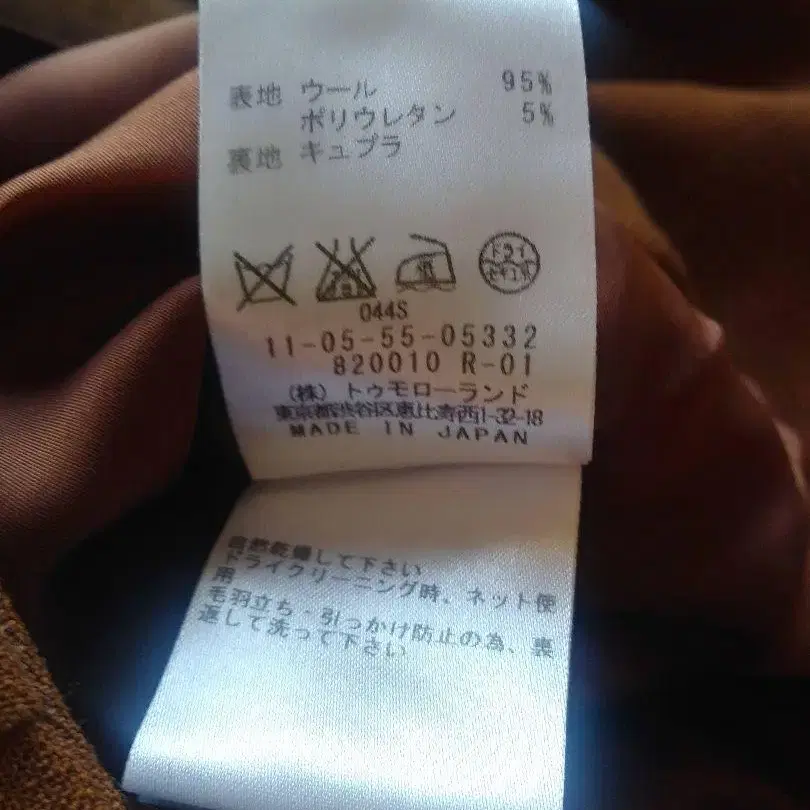 表地 ウール 95%
ポリウレタン 5%
裏地 キュプラ
ドライ
セキユ系
044S
11-05-55-05332
820010 R-01
(株) トゥモローランド
東京都渋谷区恵比寿西1-32-18
MADE IN JAPAN
自然乾燥して下さい
ドライクリーニング時、ネット使
用
毛羽立ち・引っかけ防止の為、裏
返して洗って下さい